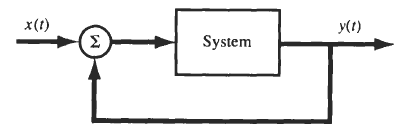 x(t)
Σ
System
y(t)